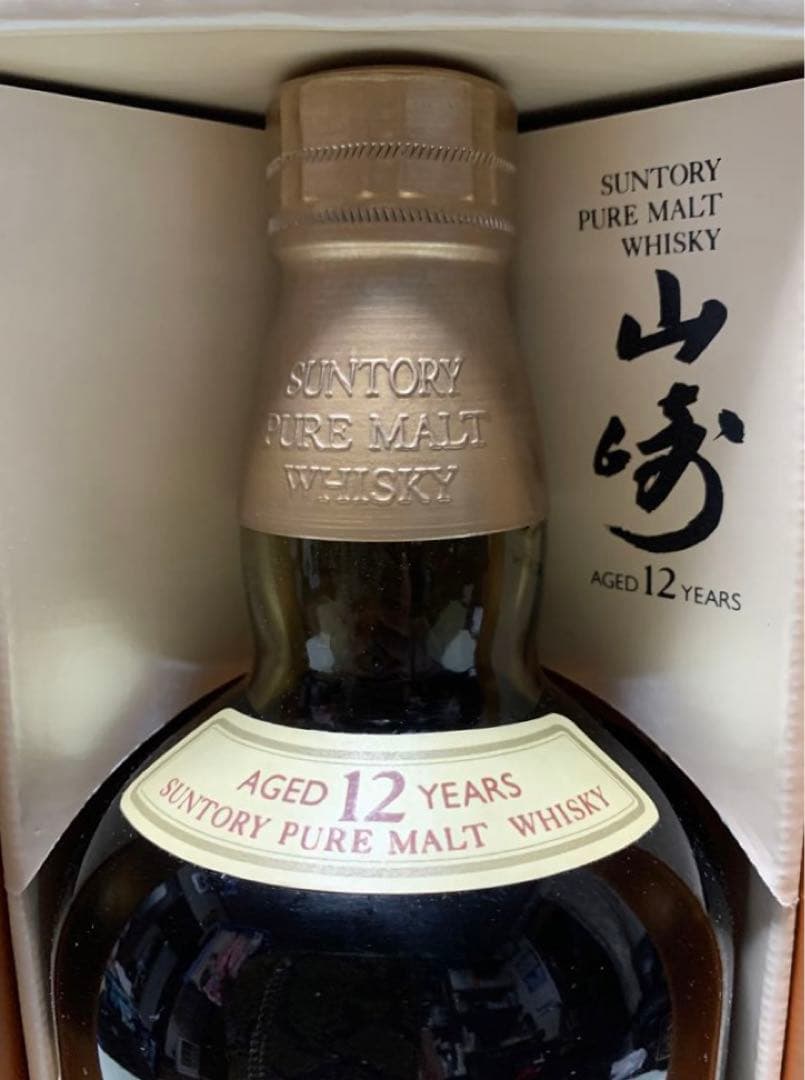 SUNTORY
PURE MALT
WHISKY
山
崎
AGED 12 YEARS
SUNTORY
PURE MALT
WHISKY
AGED 12 YEARS
SUNTORY PURE MALT WHISKY